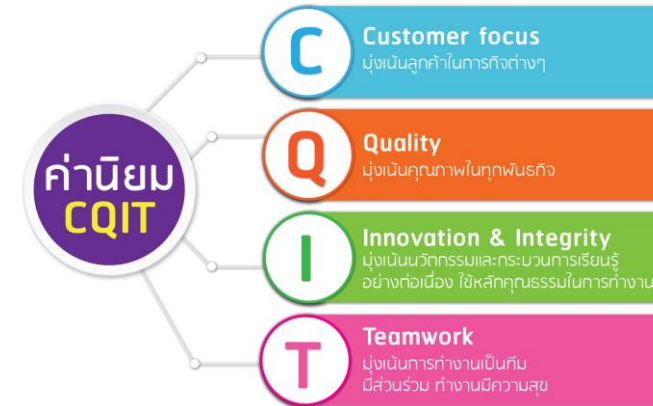 ค่านิยม
CQIT
C
Customer focus
มุ่งเน้นลูกค้าในภารกิจต่างๆ
Q
Quality
มุ่งเน้นคุณภาพในทุกพันธกิจ
I
Innovation & Integrity
มุ่งเน้นนวัตกรรมและกระบวนการเรียนรู้
อย่างต่อเนื่อง ใช้หลักคุณธรรมในการทำงาน
T
Teamwork
มุ่งเน้นการทำงานเป็นทีม
มีส่วนร่วม ทำงานมีความสุข